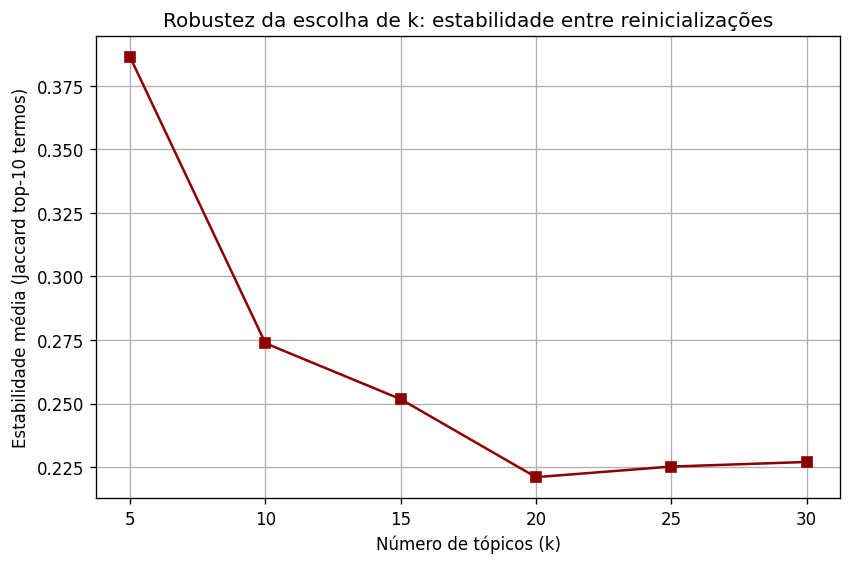 Robustez da escolha de k: estabilidade entre reinicializações
Estabilidade média (Jaccard top-10 termos)
0.375
0.350
0.325
0.300
0.275
0.250
0.225
5 10 15 20 25 30
Número de tópicos (k)